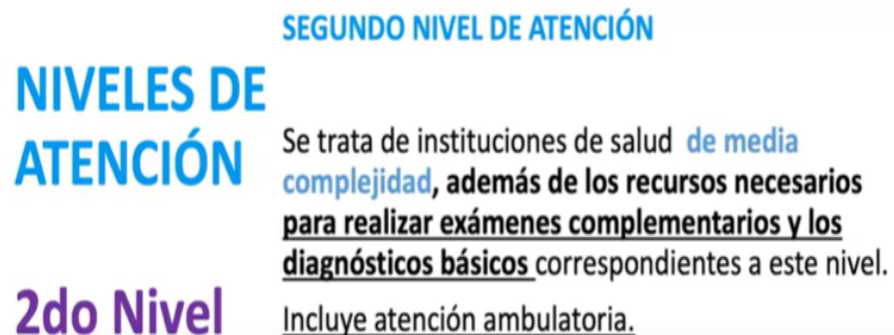 SEGUNDO NIVEL DE ATENCIÓN
NIVELES DE
ATENCIÓN
Se trata de instituciones de salud de media
complejidad, además de los recursos necesarios
para realizar exámenes complementarios y los
diagnósticos básicos correspondientes a este nivel.
2do Nivel
Incluye atención ambulatoria.